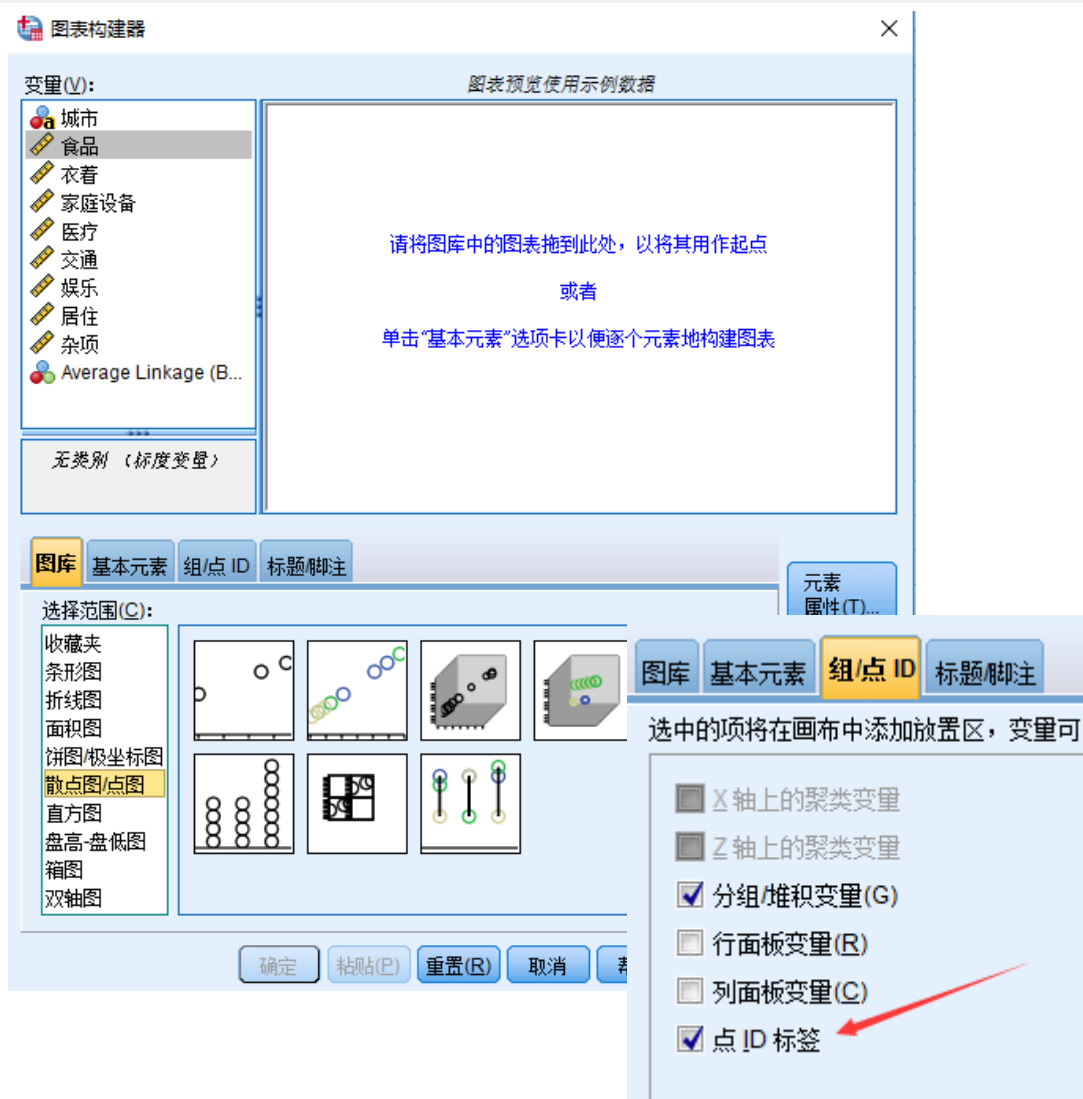 图表构建器
变量(V):
图表预览使用示例数据
城市
食品
衣着
家庭设备
医疗
交通
娱乐
居住
杂项
Average Linkage (B...
请将图库中的图表拖到此处，以将其用作起点
或者
单击“基本元素”选项卡以便逐个元素地构建图表
无类别 （标度变量）
图库 基本元素 组/点 ID 标题/脚注
元素
属性(T)...
选择范围(C):
收藏夹
条形图
折线图
面积图
饼图/极坐标图
散点图/点图
直方图
盘高-盘低图
箱图
双轴图
确定 粘贴(P) 重置(R) 取消
图库 基本元素 组/点 ID 标题/脚注
选中的项将在画布中添加放置区，变量可
X 轴上的聚类变量
Z 轴上的聚类变量
分组/堆积变量(G)
行面板变量(R)
列面板变量(C)
点 ID 标签